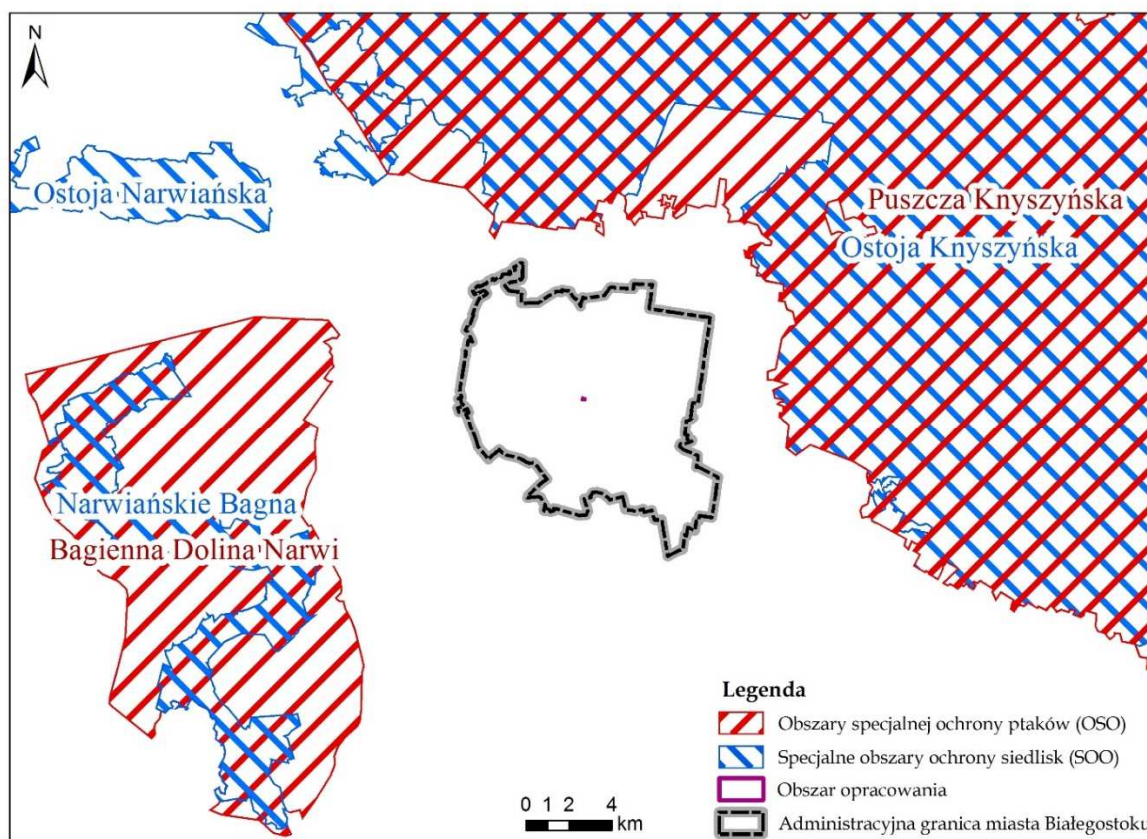 N
Ostoja Narwiańska
Puszcza Knyszyńska
Ostoja Knyszyńska
Narwiańskie Bagna
Bagienna Dolina Narwi
Legenda
Obszary specjalnej ochrony ptaków (OSO)
Specjalne obszary ochrony siedlisk (SOO)
Obszar opracowania
Administracyjna granica miasta Białegostoku
0 1 2 4
km